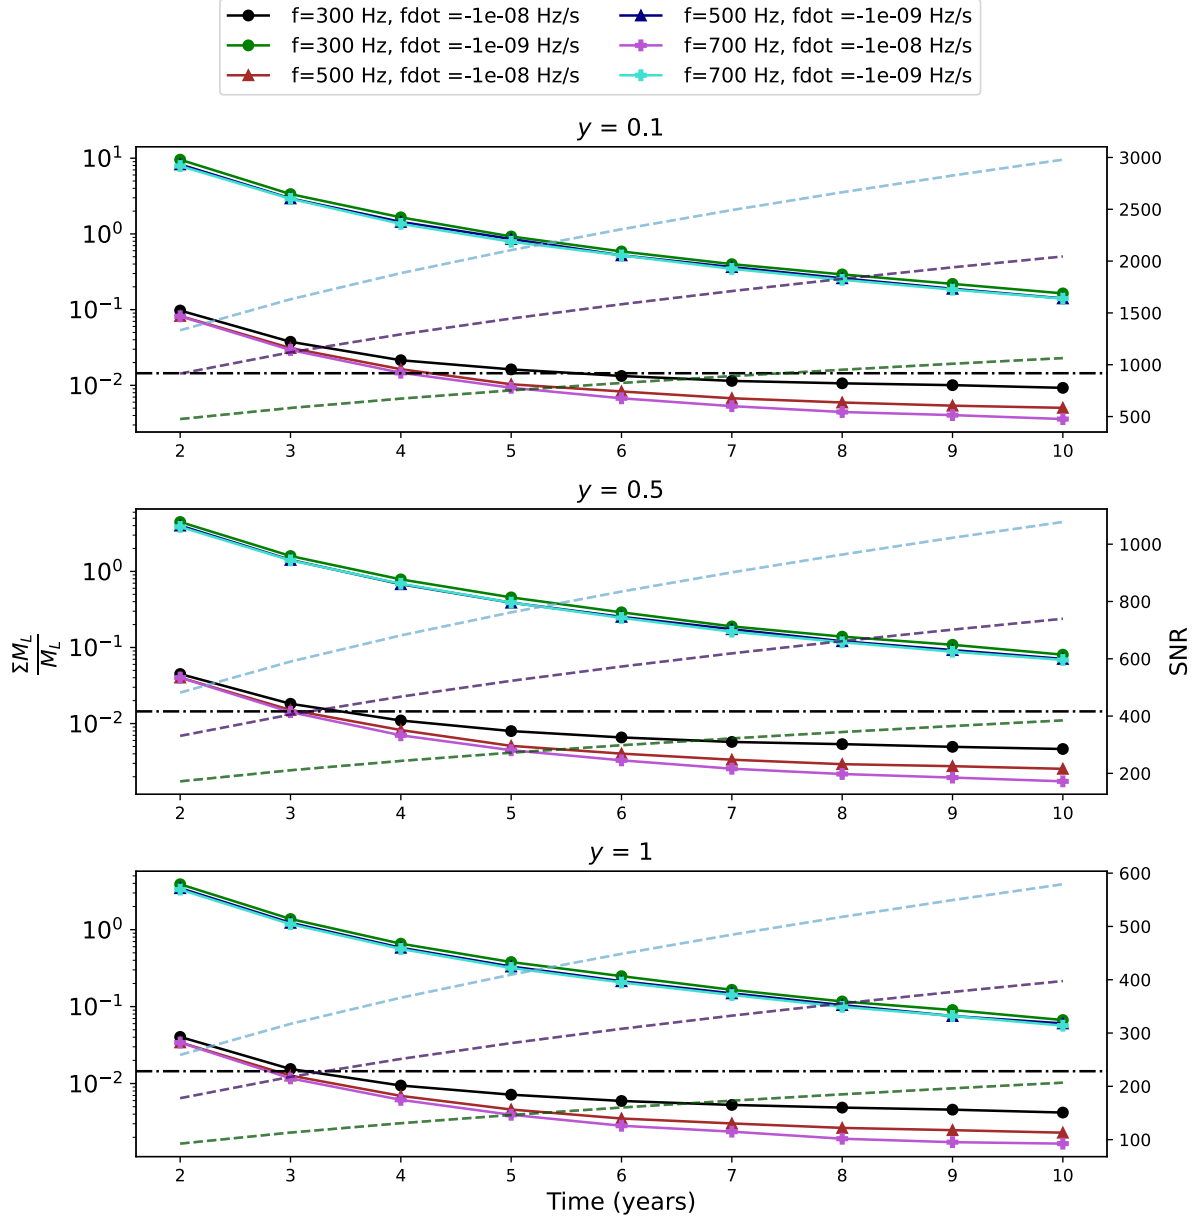 f=300 Hz, fdot =-1e-08 Hz/s f=500 Hz, fdot =-1e-09 Hz/s
f=300 Hz, fdot =-1e-09 Hz/s f=700 Hz, fdot =-1e-08 Hz/s
f=500 Hz, fdot =-1e-08 Hz/s f=700 Hz, fdot =-1e-09 Hz/s
y = 0.1
10^1
10^0
10^-1
10^-2
3000
2500
2000
1500
1000
500
2 3 4 5 6 7 8 9 10
y = 0.5
ΣM_L / M_L
10^0
10^-1
10^-2
1000
800
600
400
200
SNR
2 3 4 5 6 7 8 9 10
y = 1
10^0
10^-1
10^-2
600
500
400
300
200
100
2 3 4 5 6 7 8 9 10
Time (years)